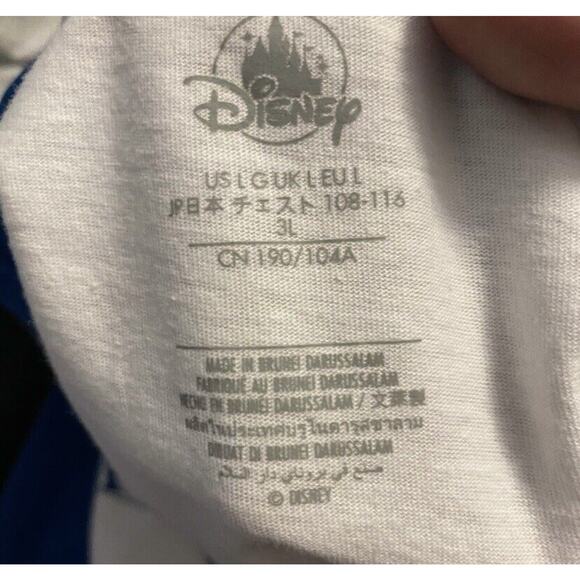 Disney
US L G UK L EU L
JP日本 チェスト 108-116
3L
CN 190/104A
MADE IN BRUNEI DARUSSALAM
FABRIQUÉ AU BRUNEI DARUSSALAM
HECHO EN BRUNEI DARUSSALAM / 文莱製
ผลิตในประเทศบรูไนดารุสซาลาม
DIBUAT DI BRUNEI DARUSSALAM
صنع في بروناي دار السلام
© DISNEY